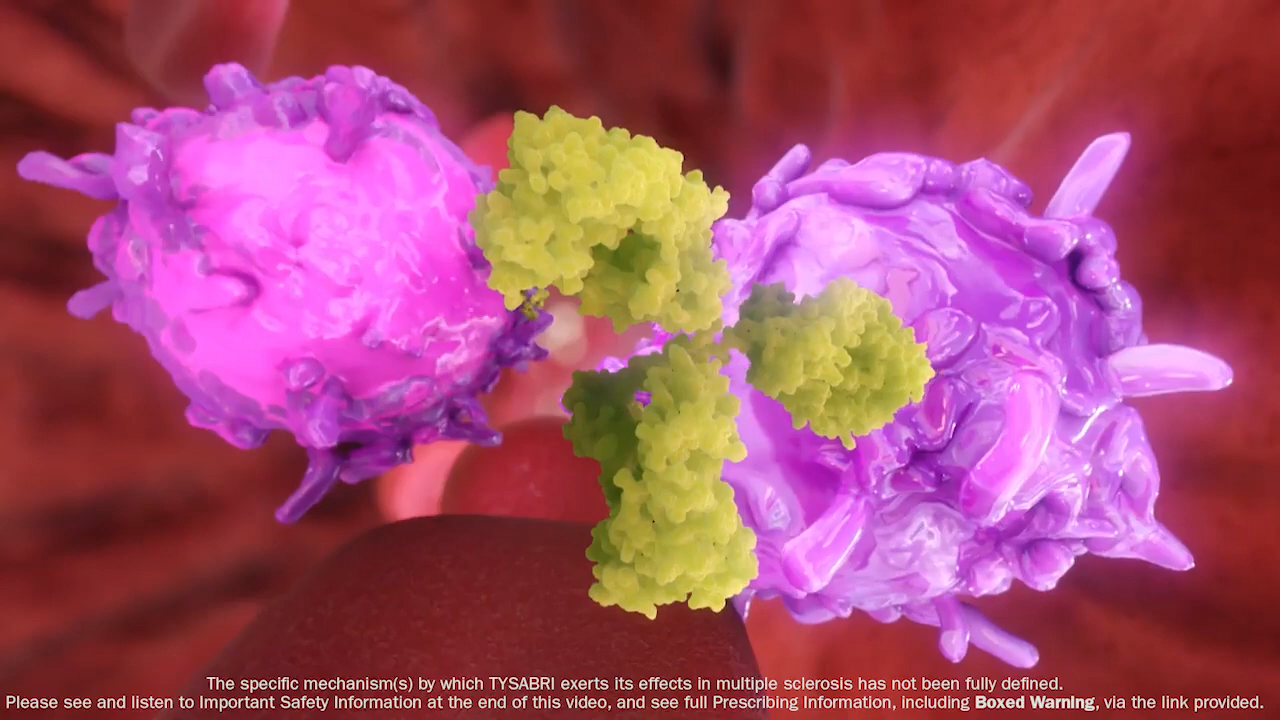 The specific mechanism(s) by which TYSABRI exerts its effects in multiple sclerosis has not been fully defined.
Please see and listen to Important Safety Information at the end of this video, and see full Prescribing Information, including Boxed Warning, via the link provided.